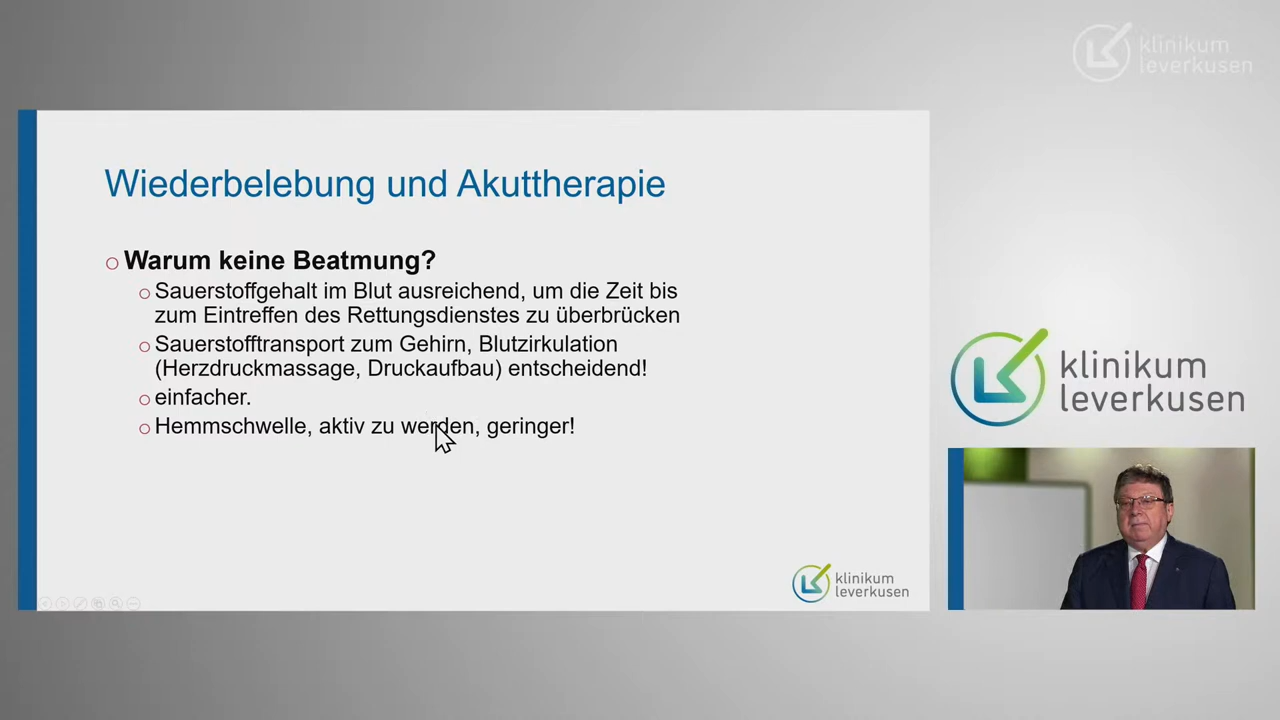 klinikum
leverkusen
Wiederbelebung und Akuttherapie
Warum keine Beatmung?
Sauerstoffgehalt im Blut ausreichend, um die Zeit bis
zum Eintreffen des Rettungsdienstes zu überbrücken
Sauerstofftransport zum Gehirn, Blutzirkulation
(Herzdruckmassage, Druckaufbau) entscheidend!
einfacher.
Hemmschwelle, aktiv zu werden, geringer!
klinikum
leverkusen
klinikum
leverkusen